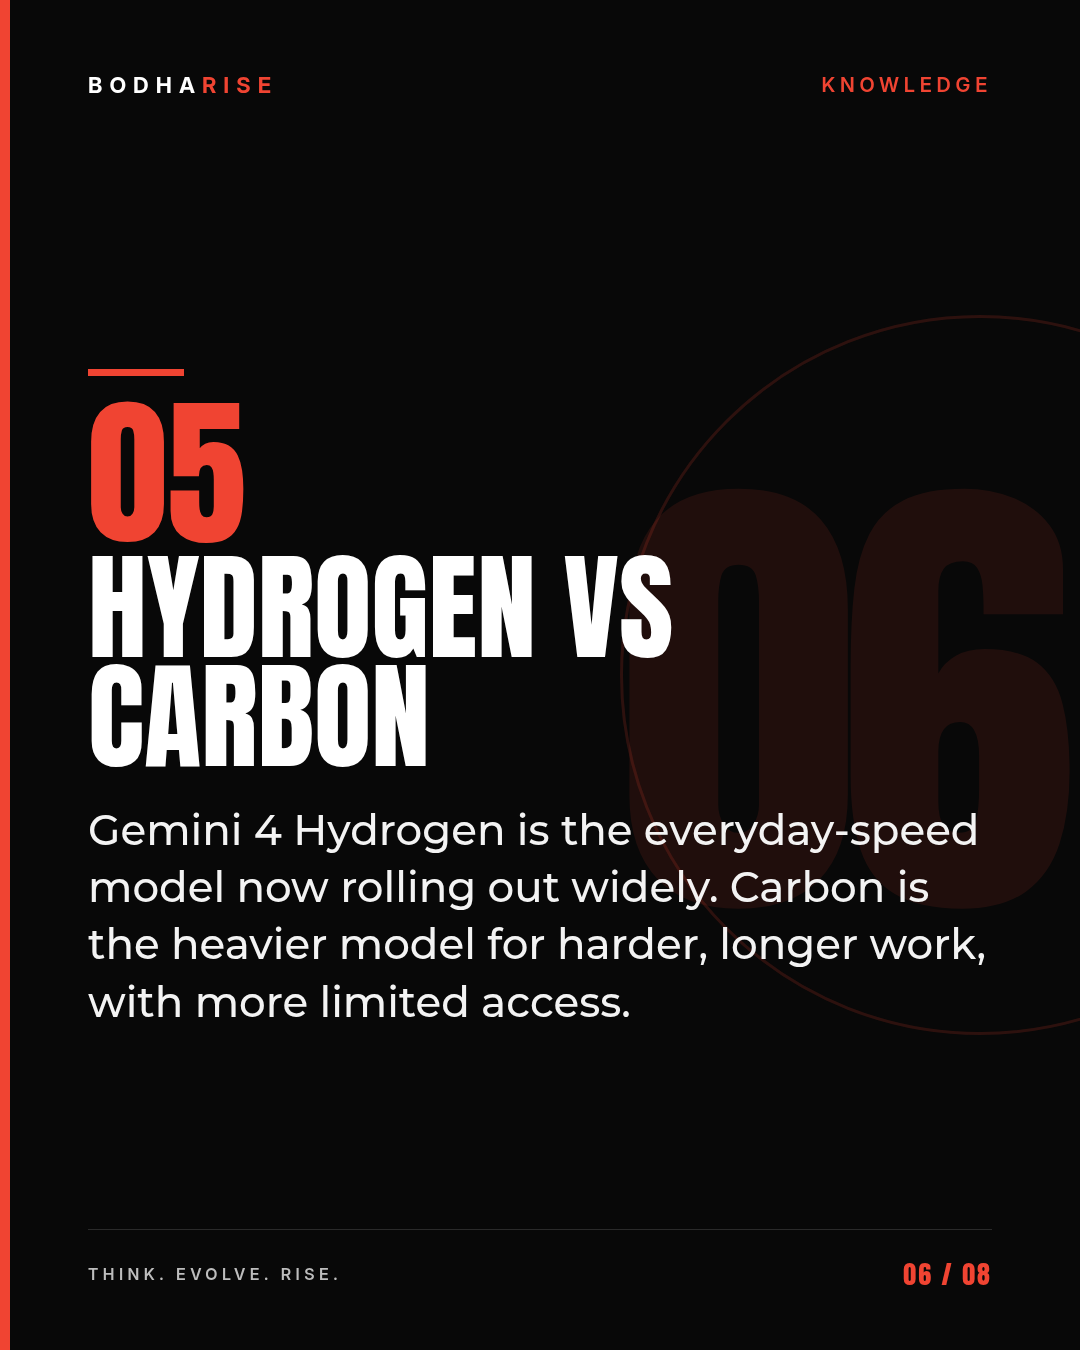 BODHARISE
KNOWLEDGE
05
06
HYDROGEN VS
CARBON
Gemini 4 Hydrogen is the everyday-speed
model now rolling out widely. Carbon is
the heavier model for harder, longer work,
with more limited access.
THINK. EVOLVE. RISE.
06 / 08